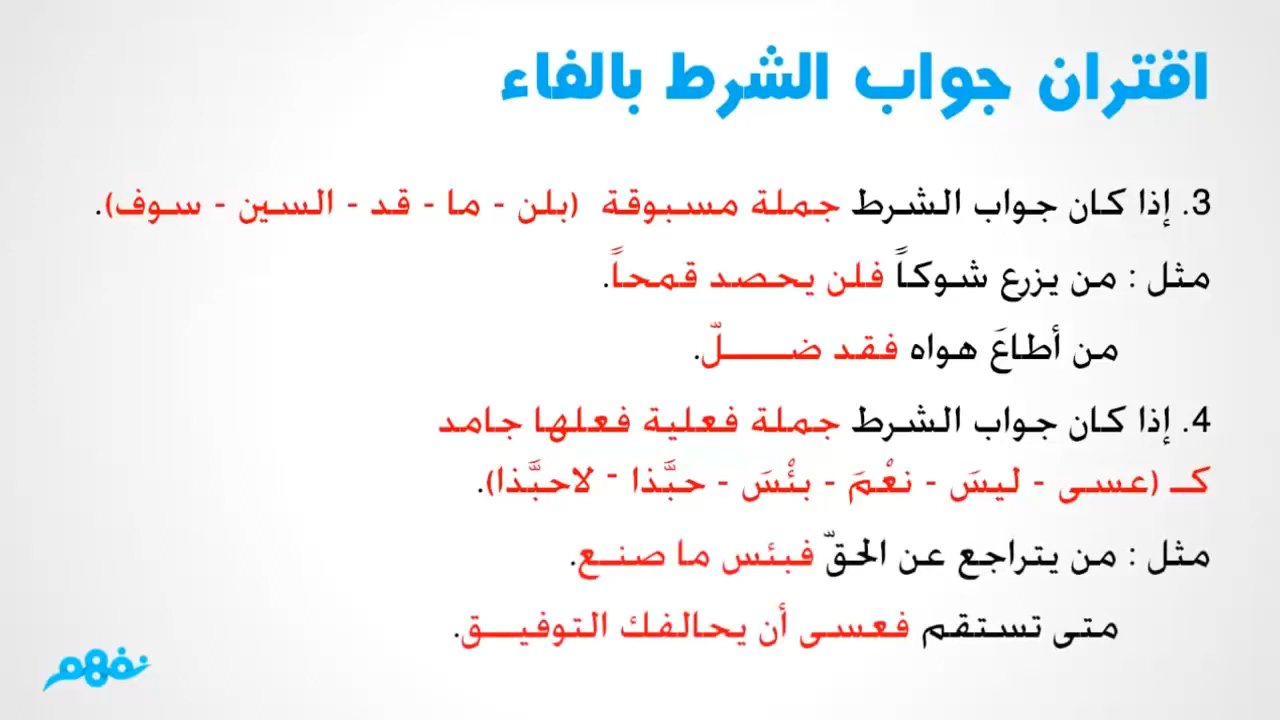 اقتران جواب الشرط بالفاء
3. إذا كان جواب الشرط جملة مسبوقة (بلن - ما - قد - السين - سوف).
مثل : من يزرع شوكاً فلن يحصد قمحاً.
من أطاعَ هواه فقد ضــــلّ.
4. إذا كان جواب الشرط جملة فعلية فعلها جامد
كـ (عسى - ليسَ - نعْمَ - بئْسَ - حبَّذا - لاحبَّذا).
مثل : من يتراجع عن الحقّ فبئس ما صنـع.
متى تستقم فعسى أن يحالفك التوفيــق.
نفهم